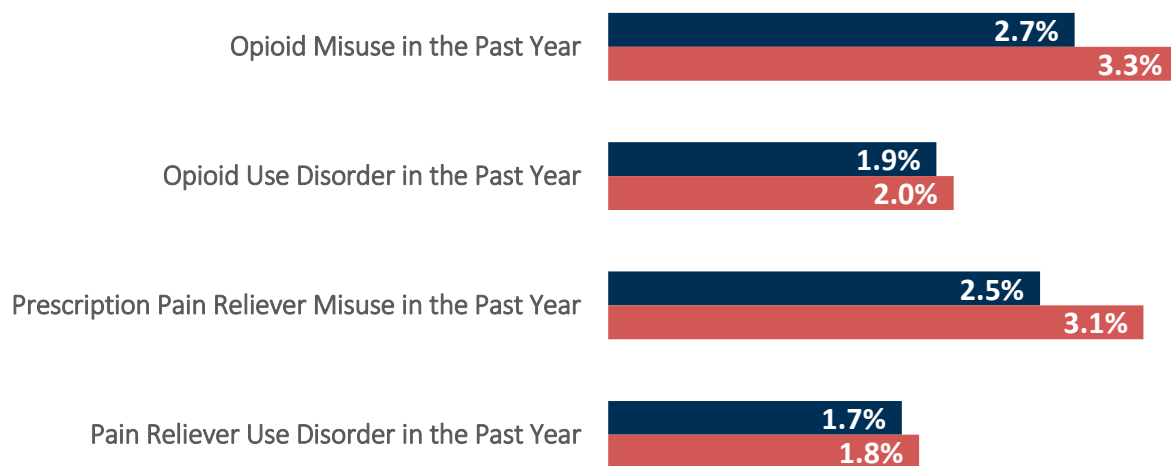 Opioid Misuse in the Past Year
2.7%
3.3%
Opioid Use Disorder in the Past Year
1.9%
2.0%
Prescription Pain Reliever Misuse in the Past Year
2.5%
3.1%
Pain Reliever Use Disorder in the Past Year
1.7%
1.8%